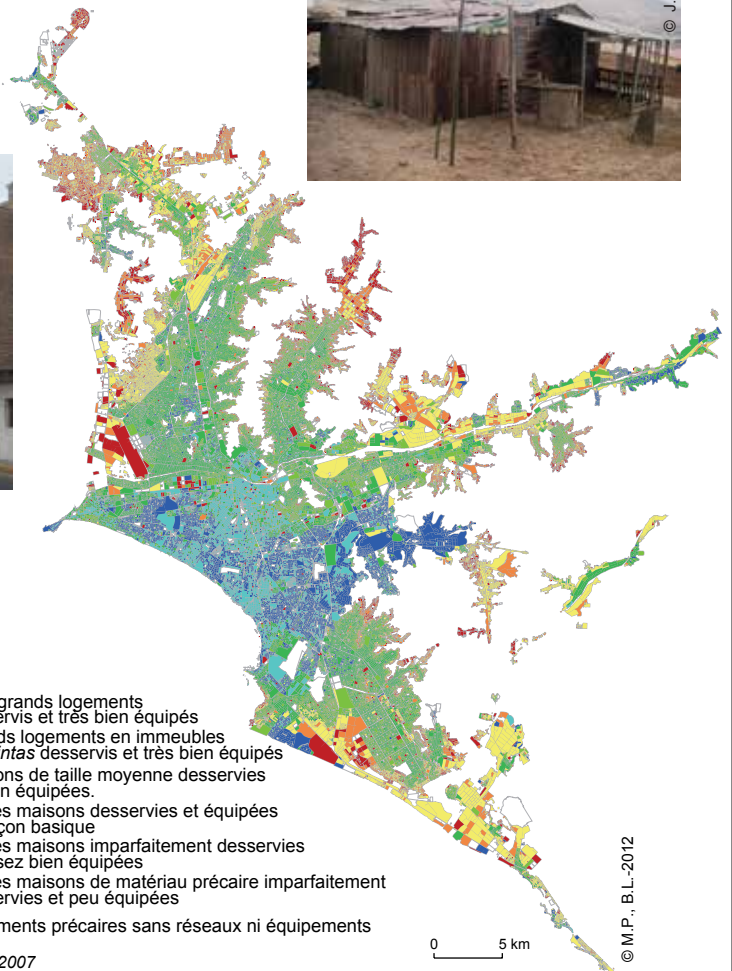 © J.
grands logements
ervis et très bien équipés
ds logements en immeubles
intas desservis et très bien équipés
ons de taille moyenne desservies
n équipées.
es maisons desservies et équipées
çon basique
es maisons imparfaitement desservies
sez bien équipées
es maisons de matériau précaire imparfaitement
ervies et peu équipées
ments précaires sans réseaux ni équipements
2007
0 5 km
© M.P., B.L.-2012